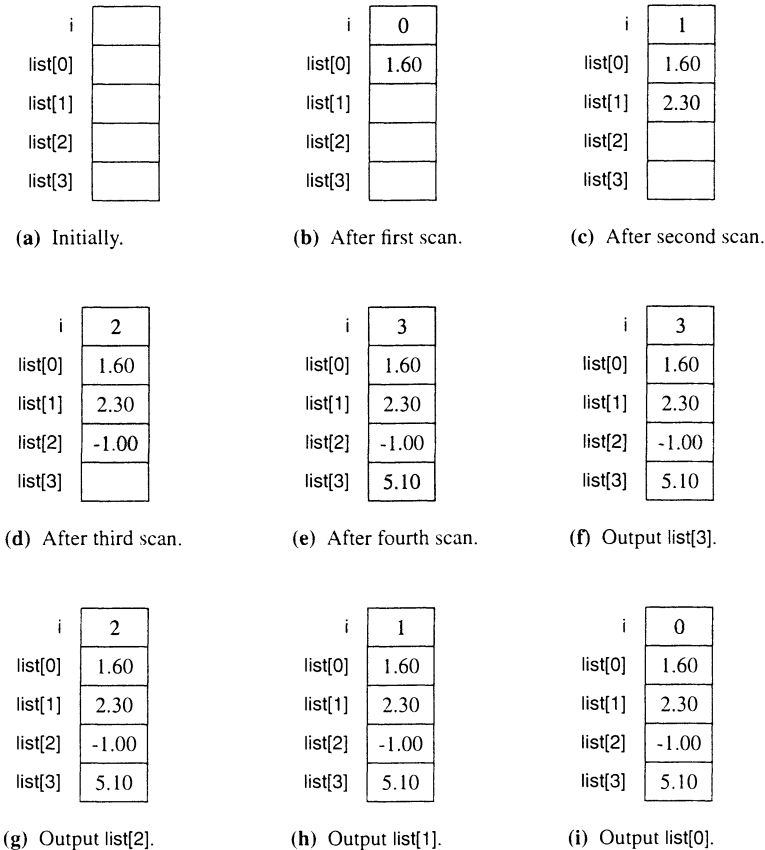 i
list[0]
list[1]
list[2]
list[3]
(a) Initially.
i 0
list[0] 1.60
list[1]
list[2]
list[3]
(b) After first scan.
i 1
list[0] 1.60
list[1] 2.30
list[2]
list[3]
(c) After second scan.
i 2
list[0] 1.60
list[1] 2.30
list[2] -1.00
list[3]
(d) After third scan.
i 3
list[0] 1.60
list[1] 2.30
list[2] -1.00
list[3] 5.10
(e) After fourth scan.
i 3
list[0] 1.60
list[1] 2.30
list[2] -1.00
list[3] 5.10
(f) Output list[3].
i 2
list[0] 1.60
list[1] 2.30
list[2] -1.00
list[3] 5.10
(g) Output list[2].
i 1
list[0] 1.60
list[1] 2.30
list[2] -1.00
list[3] 5.10
(h) Output list[1].
i 0
list[0] 1.60
list[1] 2.30
list[2] -1.00
list[3] 5.10
(i) Output list[0].